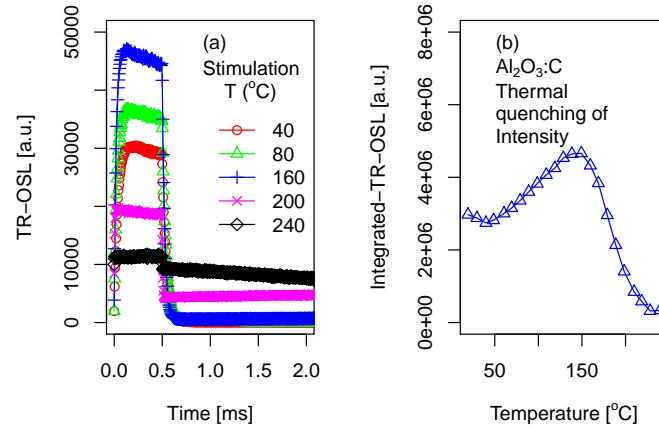 (a)
Stimulation
T (°C)
40
80
160
200
240
TR−OSL [a.u.]
50000
30000
10000
0
0.0 0.5 1.0 1.5 2.0
Time [ms]
(b)
Al₂O₃:C
Thermal
quenching of
Intensity
Integrated−TR−OSL [a.u.]
8e+06
6e+06
4e+06
2e+06
0e+00
50 150
Temperature [°C]